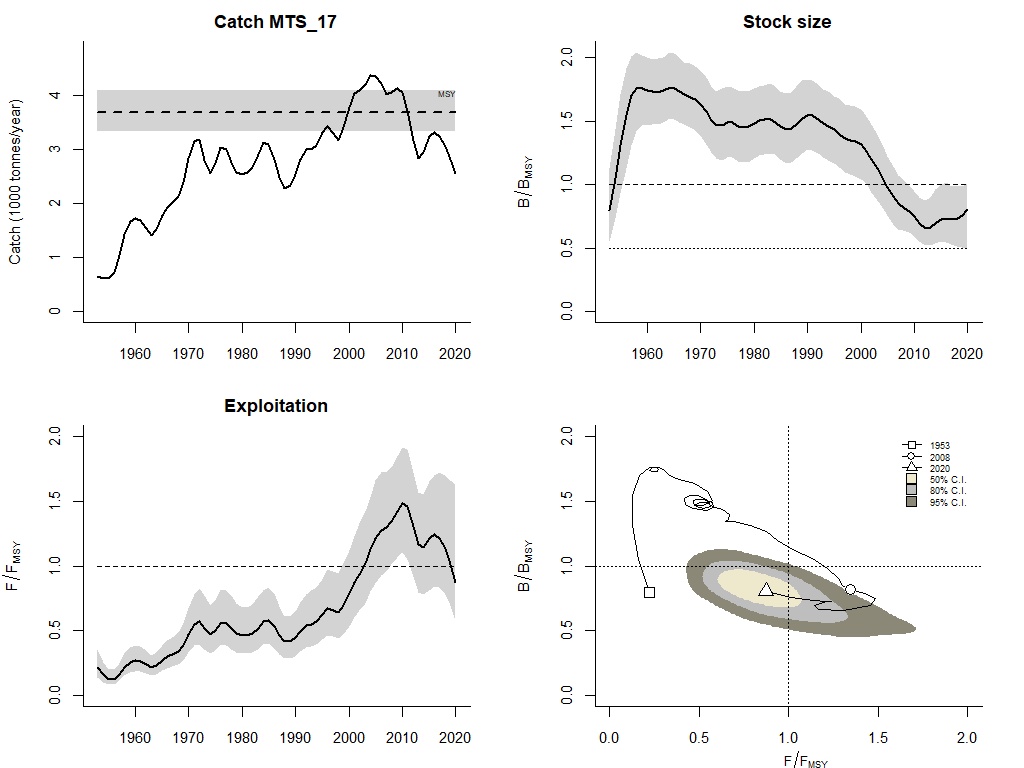 Catch MTS_17
Catch (1000 tonnes/year)
4
3
2
1
0
MSY
1960 1970 1980 1990 2000 2010 2020
Stock size
B/B_MSY
2.0
1.5
1.0
0.5
0.0
1960 1970 1980 1990 2000 2010 2020
Exploitation
F/F_MSY
2.0
1.5
1.0
0.5
0.0
1960 1970 1980 1990 2000 2010 2020
B/B_MSY
2.0
1.5
1.0
0.5
0.0
1953
2008
2020
50% C.I.
80% C.I.
95% C.I.
0.0 0.5 1.0 1.5 2.0
F/F_MSY